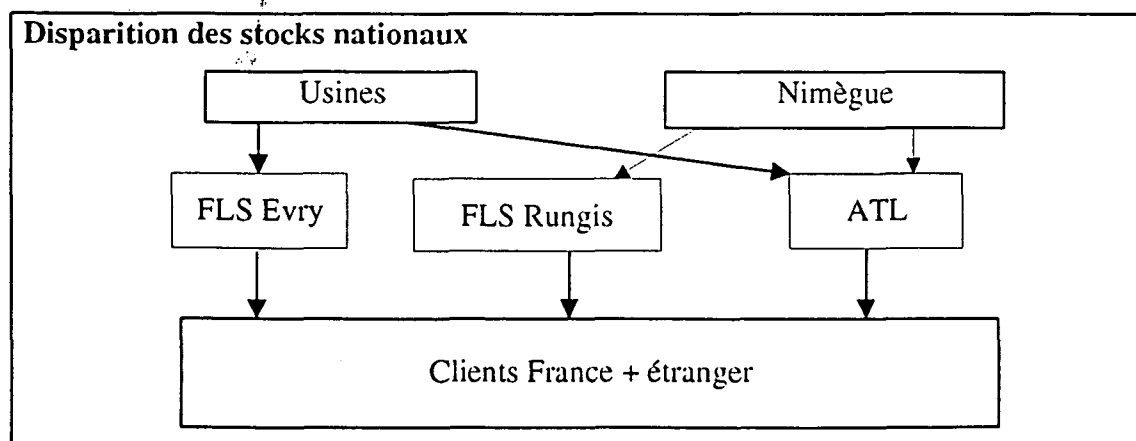 Disparition des stocks nationaux
Usines
Nimègue
FLS Evry
FLS Rungis
ATL
Clients France + étranger